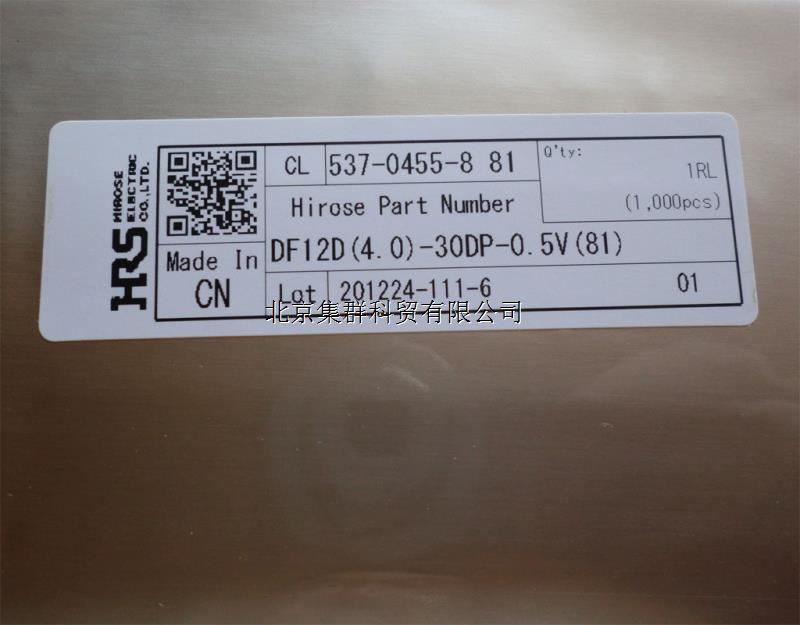 HRS
HIROSE
ELECTRIC
CO.,LTD.
CL 537-0455-8 81
Q'ty:
1RL
(1,000pcs)
Hirose Part Number
DF12D(4.0)-30DP-0.5V(81)
Made In
CN
Lot 201224-111-6 01
北京集群科贸有限公司